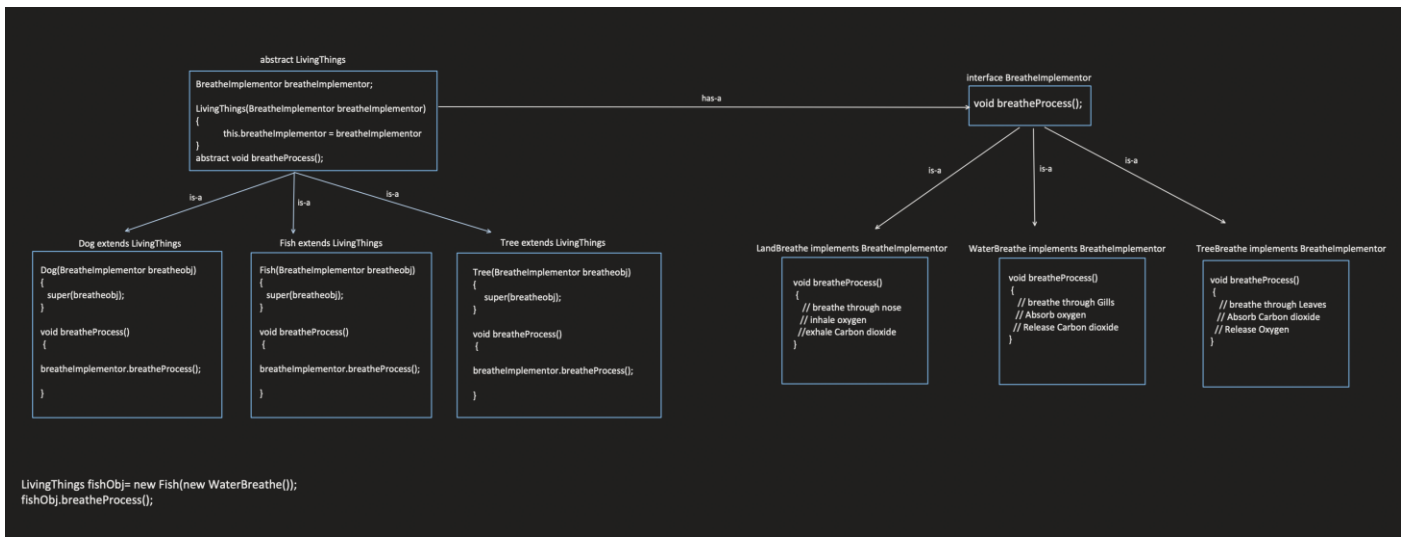 abstract LivingThings
BreatheImplementor breatheImplementor;
LivingThings(BreatheImplementor breatheImplementor)
{
this.breatheImplementor = breatheImplementor
}
abstract void breatheProcess();
has-a
interface BreatheImplementor
void breatheProcess();
is-a
is-a
is-a
is-a
is-a
is-a
Dog extends LivingThings
Dog(BreatheImplementor breatheobj)
{
super(breatheobj);
}
void breatheProcess()
{
breatheImplementor.breatheProcess();
}
Fish extends LivingThings
Fish(BreatheImplementor breatheobj)
{
super(breatheobj);
}
void breatheProcess()
{
breatheImplementor.breatheProcess();
}
Tree extends LivingThings
Tree(BreatheImplementor breatheobj)
{
super(breatheobj);
}
void breatheProcess()
{
breatheImplementor.breatheProcess();
}
LandBreathe implements BreatheImplementor
void breatheProcess()
{
// breathe through nose
// inhale oxygen
//exhale Carbon dioxide
}
WaterBreathe implements BreatheImplementor
void breatheProcess()
{
// breathe through Gills
// Absorb oxygen
// Release Carbon dioxide
}
TreeBreathe implements BreatheImplementor
void breatheProcess()
{
// breathe through Leaves
// Absorb Carbon dioxide
// Release Oxygen
}
LivingThings fishObj= new Fish(new WaterBreathe());
fishObj.breatheProcess();